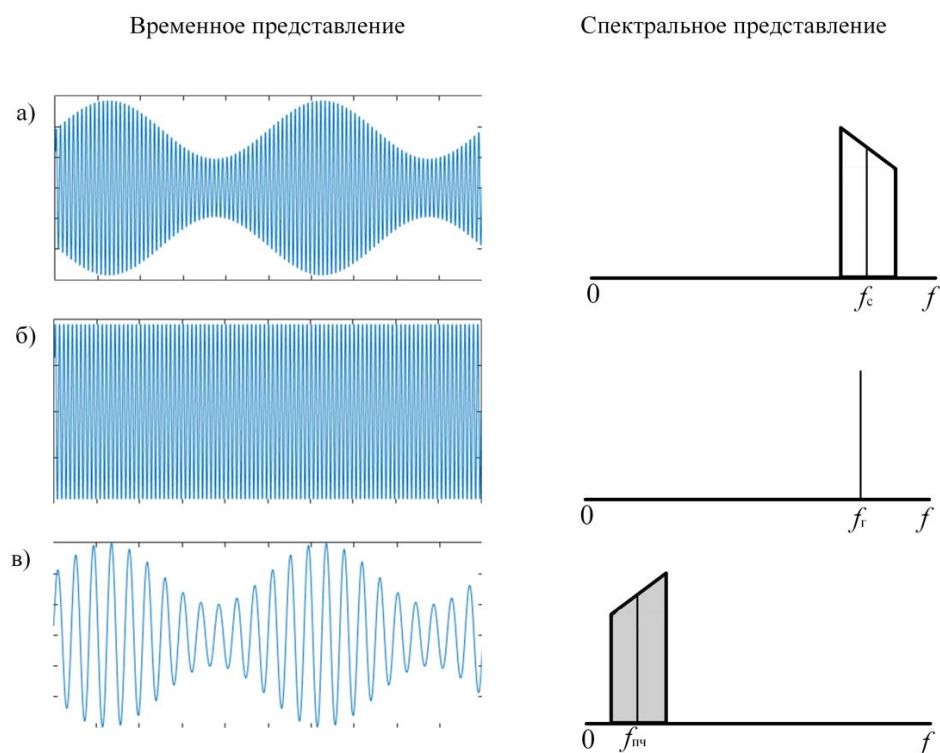 Временное представление
Спектральное представление
а)
0
fс
f
б)
0
fг
f
в)
0
fпч
f